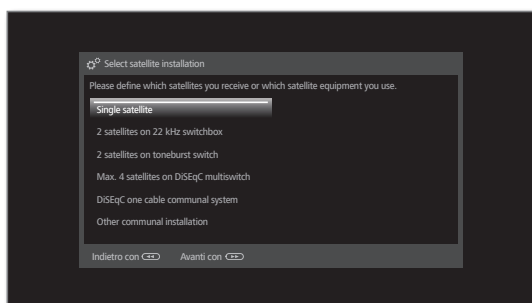 Select satellite installation
Please define which satellites you receive or which satellite equipment you use.
Single satellite
2 satellites on 22 kHz switchbox
2 satellites on toneburst switch
Max. 4 satellites on DiSEqC multiswitch
DiSEqC one cable communal system
Other communal installation
Indietro con Avanti con